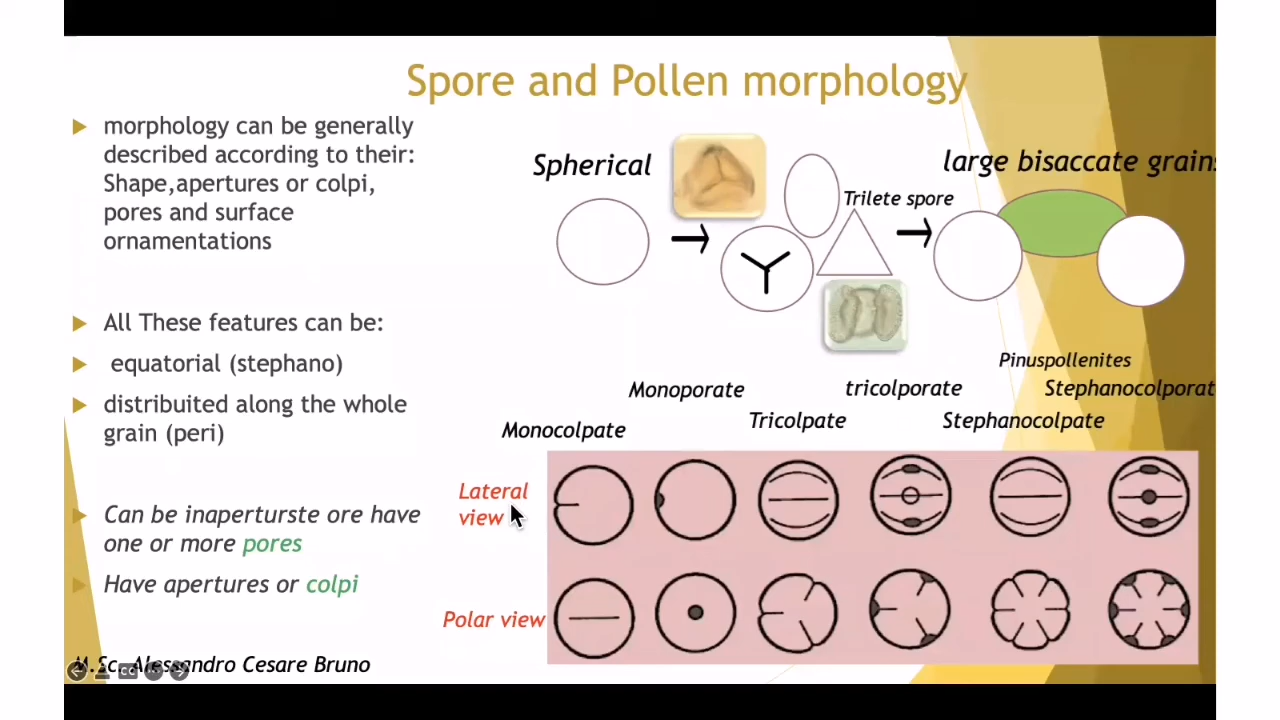 Spore and Pollen morphology
morphology can be generally
described according to their:
Shape,apertures or colpi,
pores and surface
ornamentations
All These features can be:
equatorial (stephano)
distribuited along the whole
grain (peri)
Can be inaperturste ore have
one or more pores
Have apertures or colpi
M.Sc. Alessandro Cesare Bruno
Spherical
Trilete spore
large bisaccate grains
Pinuspollenites
Monoporate
tricolporate
Stephanocolporat
Monocolpate
Tricolpate
Stephanocolpate
Lateral
view
Polar view
CC